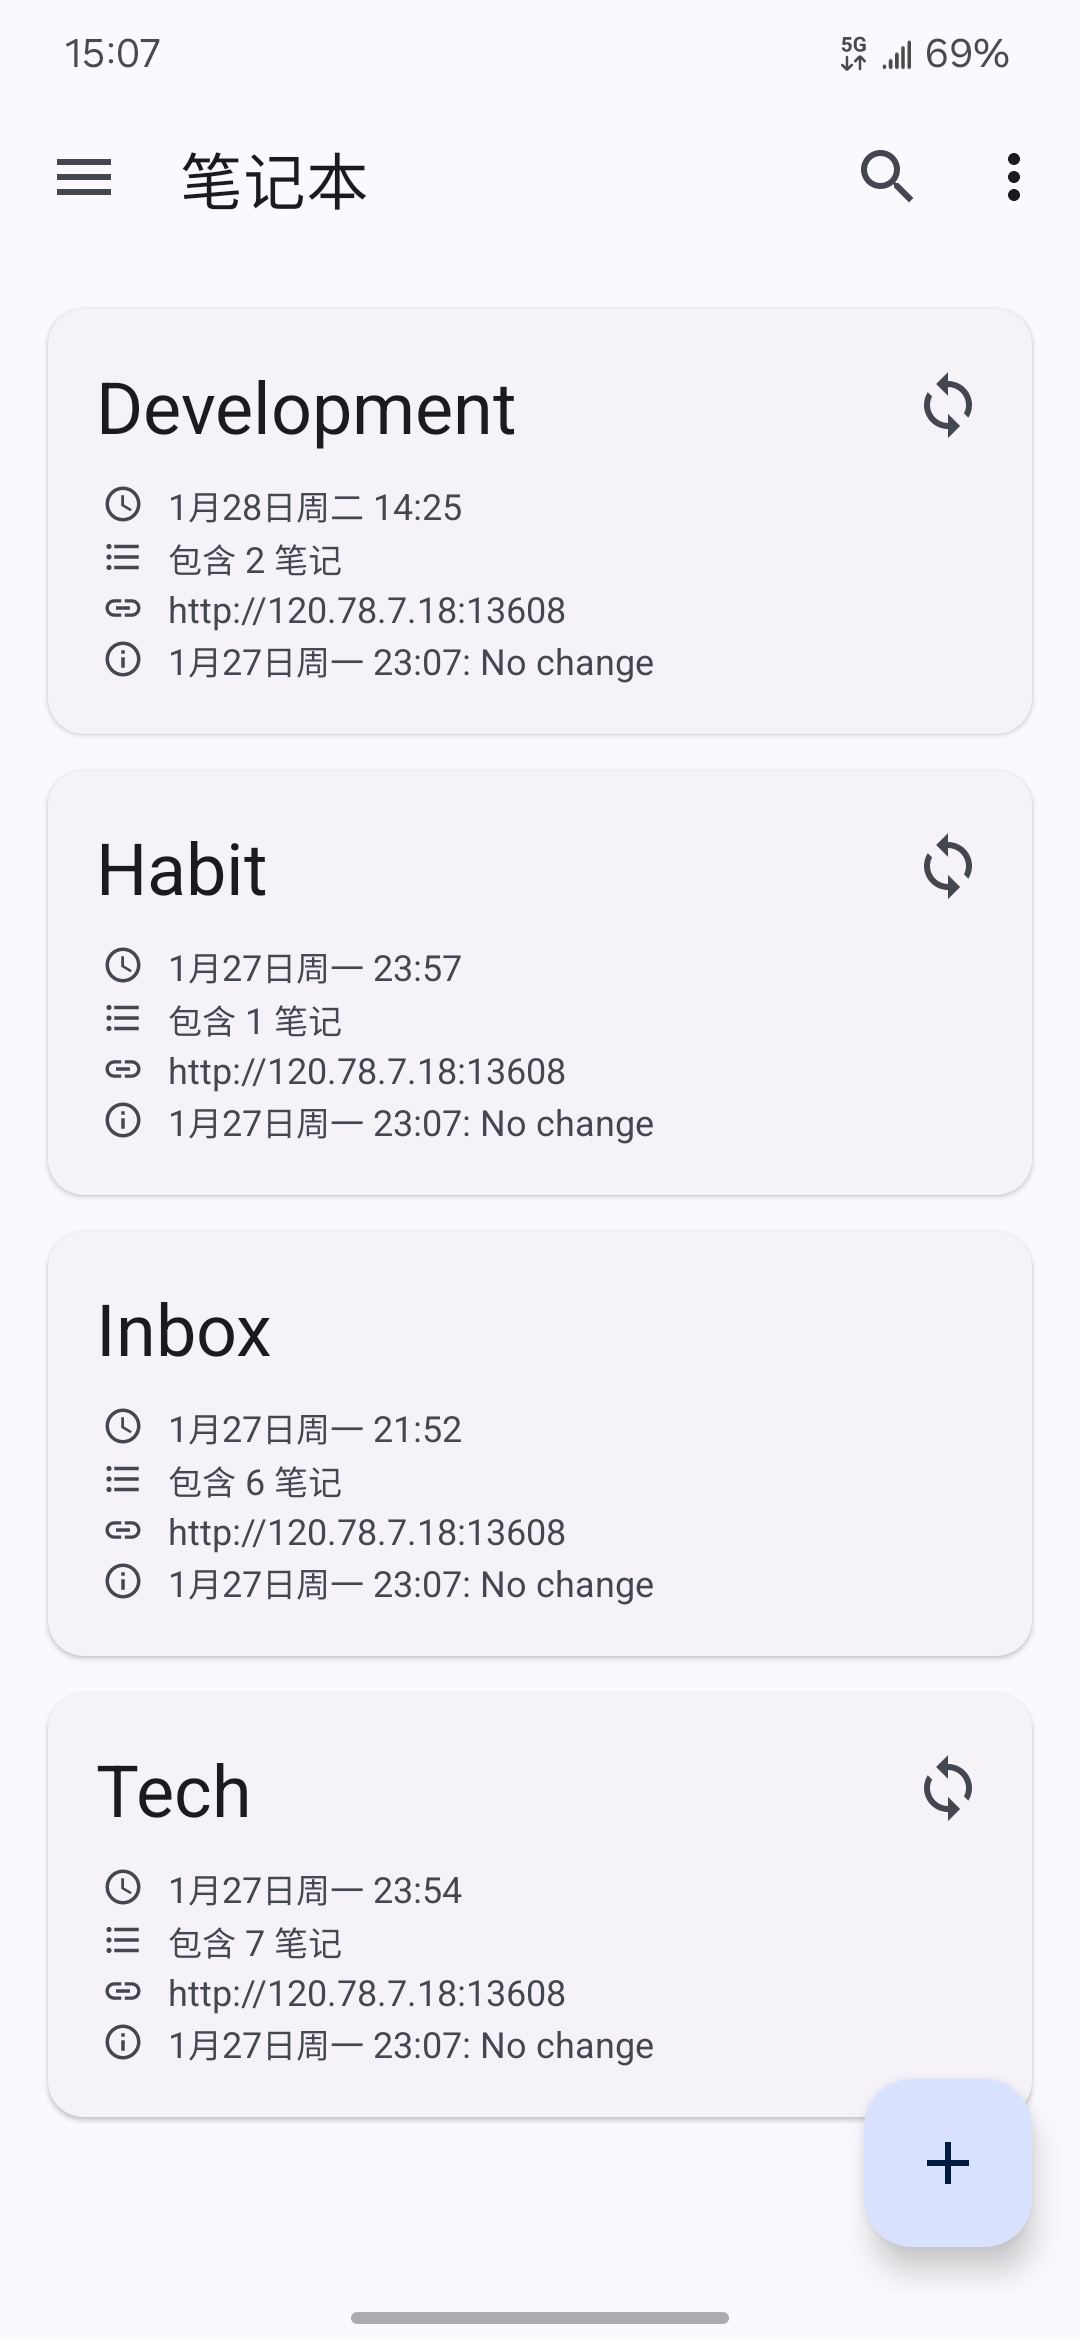 15:07 5G 69%
笔记本
Development
1月28日周二 14:25
包含 2 笔记
http://120.78.7.18:13608
1月27日周一 23:07: No change
Habit
1月27日周一 23:57
包含 1 笔记
http://120.78.7.18:13608
1月27日周一 23:07: No change
Inbox
1月27日周一 21:52
包含 6 笔记
http://120.78.7.18:13608
1月27日周一 23:07: No change
Tech
1月27日周一 23:54
包含 7 笔记
http://120.78.7.18:13608
1月27日周一 23:07: No change